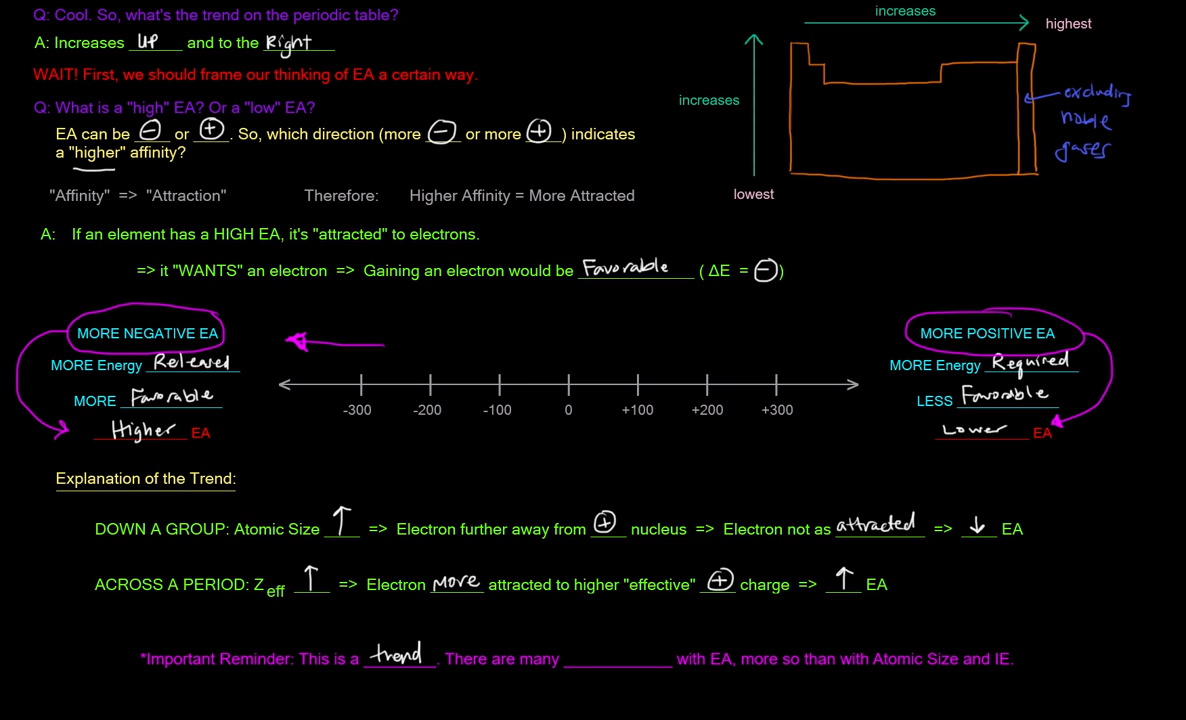 Q: Cool. So, what's the trend on the periodic table?
A: Increases UP and to the Right
WAIT! First, we should frame our thinking of EA a certain way.
increases
highest
increases
lowest
excluding
noble
gases
Q: What is a "high" EA? Or a "low" EA?
EA can be − or +. So, which direction (more − or more +) indicates
a "higher" affinity?
"Affinity" => "Attraction" Therefore: Higher Affinity = More Attracted
A: If an element has a HIGH EA, it's "attracted" to electrons.
=> it "WANTS" an electron => Gaining an electron would be Favorable ( ΔE = −)
MORE NEGATIVE EA
MORE Energy Released
MORE Favorable
Higher EA
-300 -200 -100 0 +100 +200 +300
MORE POSITIVE EA
MORE Energy Required
LESS Favorable
Lower EA
Explanation of the Trend:
DOWN A GROUP: Atomic Size ↑ => Electron further away from + nucleus => Electron not as attracted => ↓ EA
ACROSS A PERIOD: Zeff ↑ => Electron more attracted to higher "effective" + charge => ↑ EA
*Important Reminder: This is a trend. There are many ____________ with EA, more so than with Atomic Size and IE.